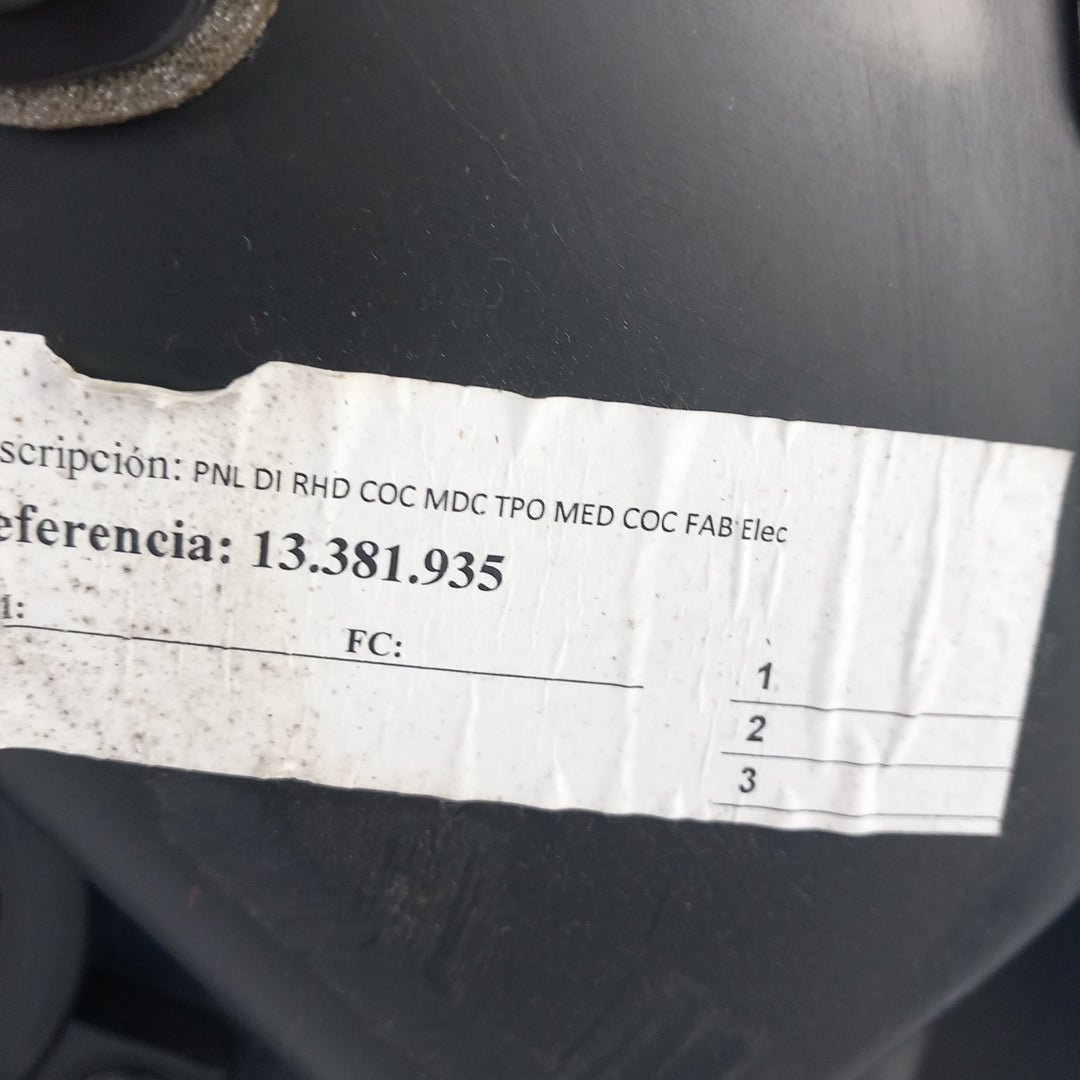 scripción: PNL DI RHD COC MDC TPO MED COC FAB Elec
eferencia: 13.381.935
1:
FC:
1
2
3